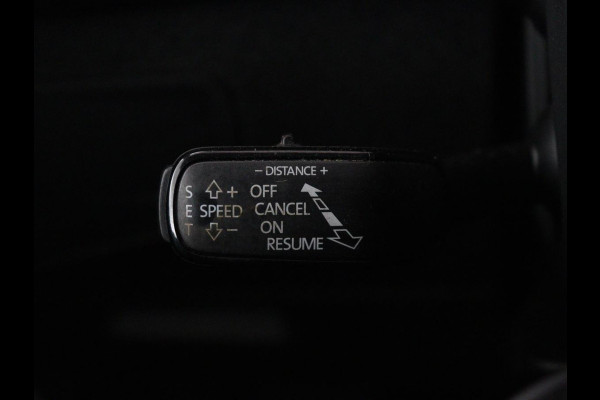 − DISTANCE +
S + OFF
E SPEED CANCEL
T − ON
RESUME